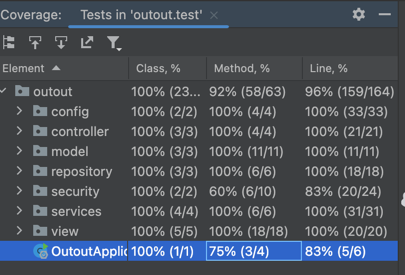 Coverage: Tests in 'outout.test' ×
Element Class, % Method, % Line, %
outout 100% (23... 92% (58/63) 96% (159/164)
config 100% (2/2) 100% (4/4) 100% (33/33)
controller 100% (3/3) 100% (4/4) 100% (21/21)
model 100% (3/3) 100% (11/11) 100% (11/11)
repository 100% (3/3) 100% (6/6) 100% (18/18)
security 100% (2/2) 60% (6/10) 83% (20/24)
services 100% (4/4) 100% (6/6) 100% (31/31)
view 100% (5/5) 100% (18/18) 100% (20/20)
OutoutApplic 100% (1/1) 75% (3/4) 83% (5/6)